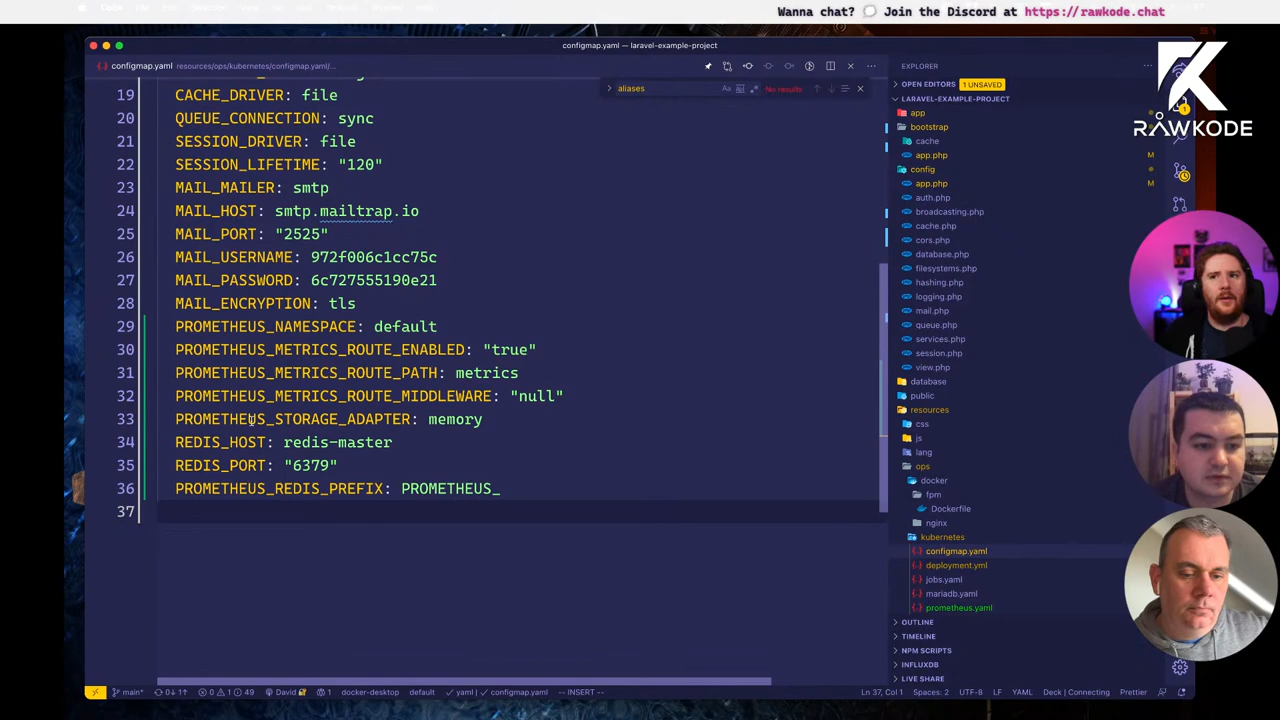 Wanna chat? 💬 Join the Discord at https://rawkode.chat
configmap.yaml — laravel-example-project
configmap.yaml resources/ops/kubernetes/configmap.yaml/...
aliases
No results
19 CACHE_DRIVER: file
20 QUEUE_CONNECTION: sync
21 SESSION_DRIVER: file
22 SESSION_LIFETIME: "120"
23 MAIL_MAILER: smtp
24 MAIL_HOST: smtp.mailtrap.io
25 MAIL_PORT: "2525"
26 MAIL_USERNAME: 972f006c1cc75c
27 MAIL_PASSWORD: 6c727555190e21
28 MAIL_ENCRYPTION: tls
29 PROMETHEUS_NAMESPACE: default
30 PROMETHEUS_METRICS_ROUTE_ENABLED: "true"
31 PROMETHEUS_METRICS_ROUTE_PATH: metrics
32 PROMETHEUS_METRICS_ROUTE_MIDDLEWARE: "null"
33 PROMETHEUS_STORAGE_ADAPTER: memory
34 REDIS_HOST: redis-master
35 REDIS_PORT: "6379"
36 PROMETHEUS_REDIS_PREFIX: PROMETHEUS_
37
EXPLORER
OPEN EDITORS 1 UNSAVED
LARAVEL-EXAMPLE-PROJECT
app
bootstrap
cache
app.php M
config
app.php M
auth.php
broadcasting.php
cache.php
cors.php
database.php
filesystems.php
hashing.php
logging.php
mail.php
queue.php
services.php
session.php
view.php
database
public
resources
css
js
lang
ops
docker
fpm
Dockerfile
nginx
kubernetes
configmap.yaml
deployment.yml
jobs.yaml
mariadb.yaml
prometheus.yaml
OUTLINE
TIMELINE
NPM SCRIPTS
INFLUXDB
LIVE SHARE
RAWKODE
main* 0↓ 1↑ 0 1 49 David 1 docker-desktop default ✓ yaml ✓ configmap.yaml -- INSERT -- Ln 37, Col 1 Spaces: 2 UTF-8 LF YAML Deck | Connecting Prettier